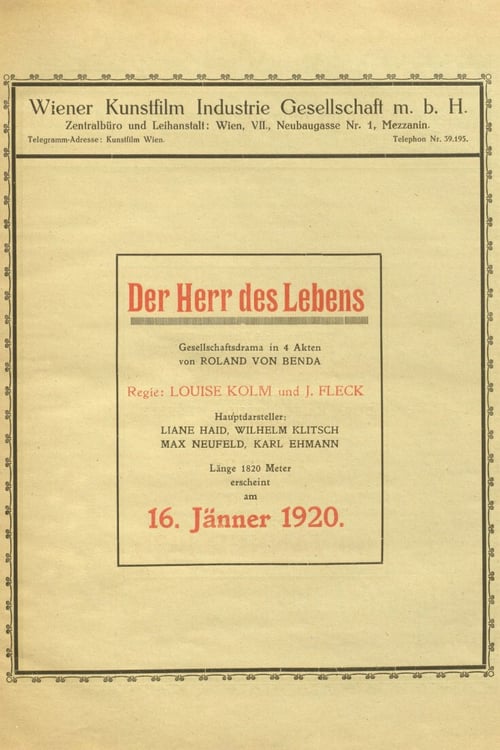 Wiener Kunstfilm Industrie Gesellschaft m. b. H.
Zentralbüro und Leihanstalt: Wien, VII., Neubaugasse Nr. 1, Mezzanin.
Telegramm-Adresse: Kunstfilm Wien. Telephon Nr. 39.195.
Der Herr des Lebens
Gesellschaftsdrama in 4 Akten
von ROLAND VON BENDA
Regie: LOUISE KOLM und J. FLECK
Hauptdarsteller:
LIANE HAID, WILHELM KLITSCH
MAX NEUFELD, KARL EHMANN
Länge 1820 Meter
erscheint
am
16. Jänner 1920.